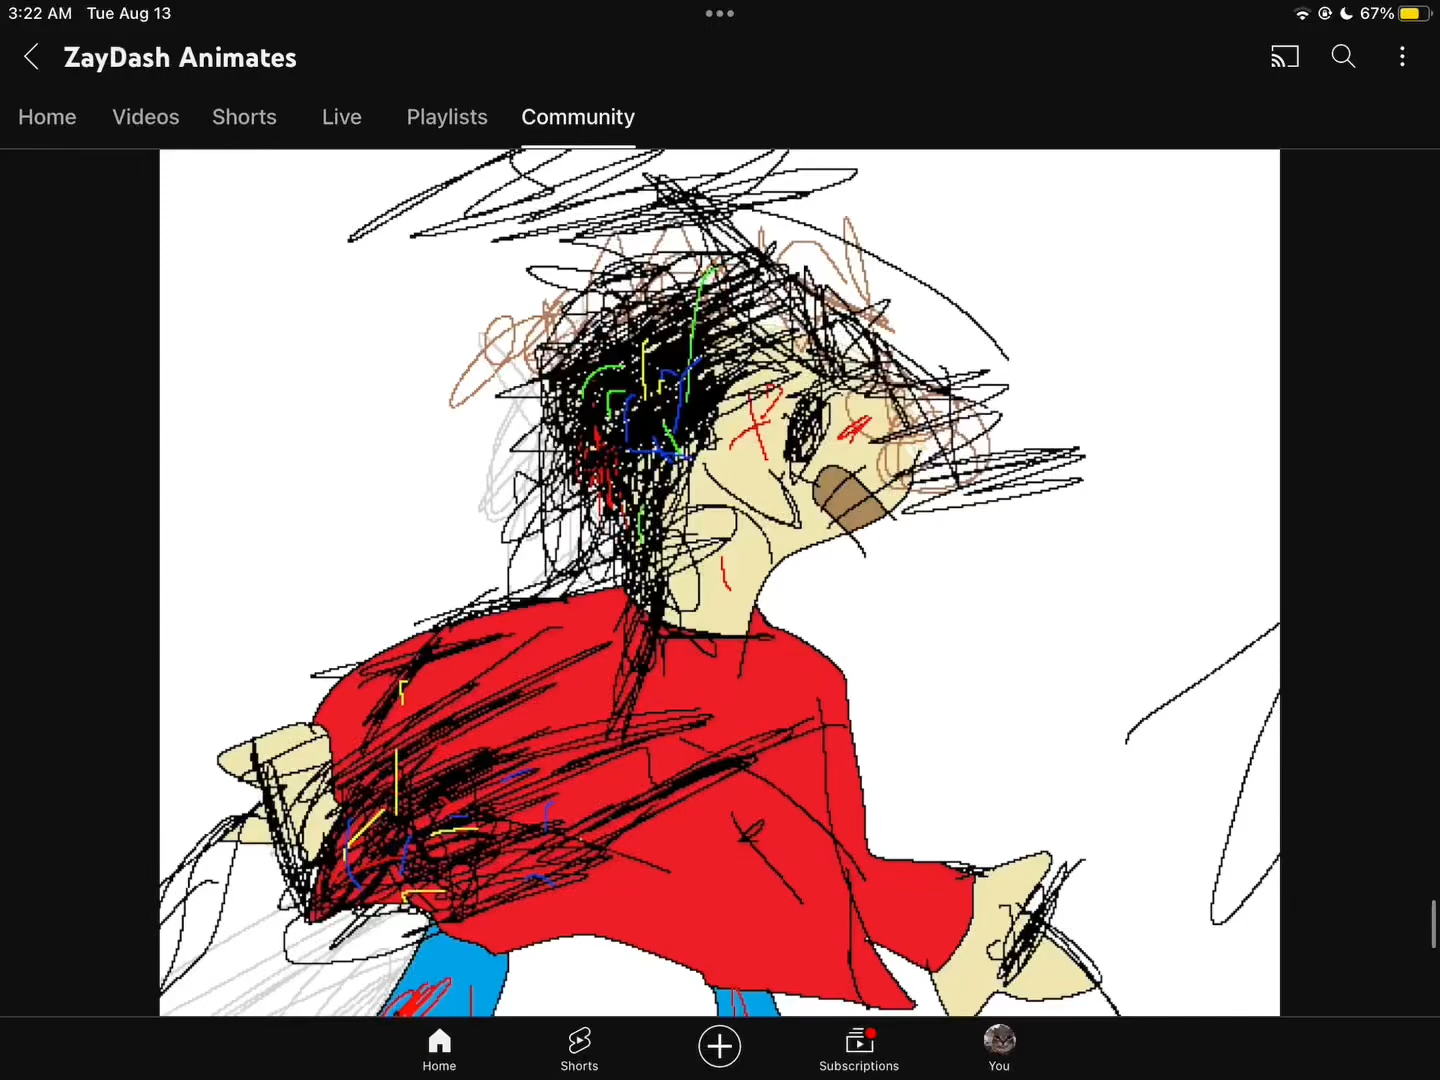 3:22 AM Tue Aug 13
67%
ZayDash Animates
Home Videos Shorts Live Playlists Community
Home Shorts Subscriptions You